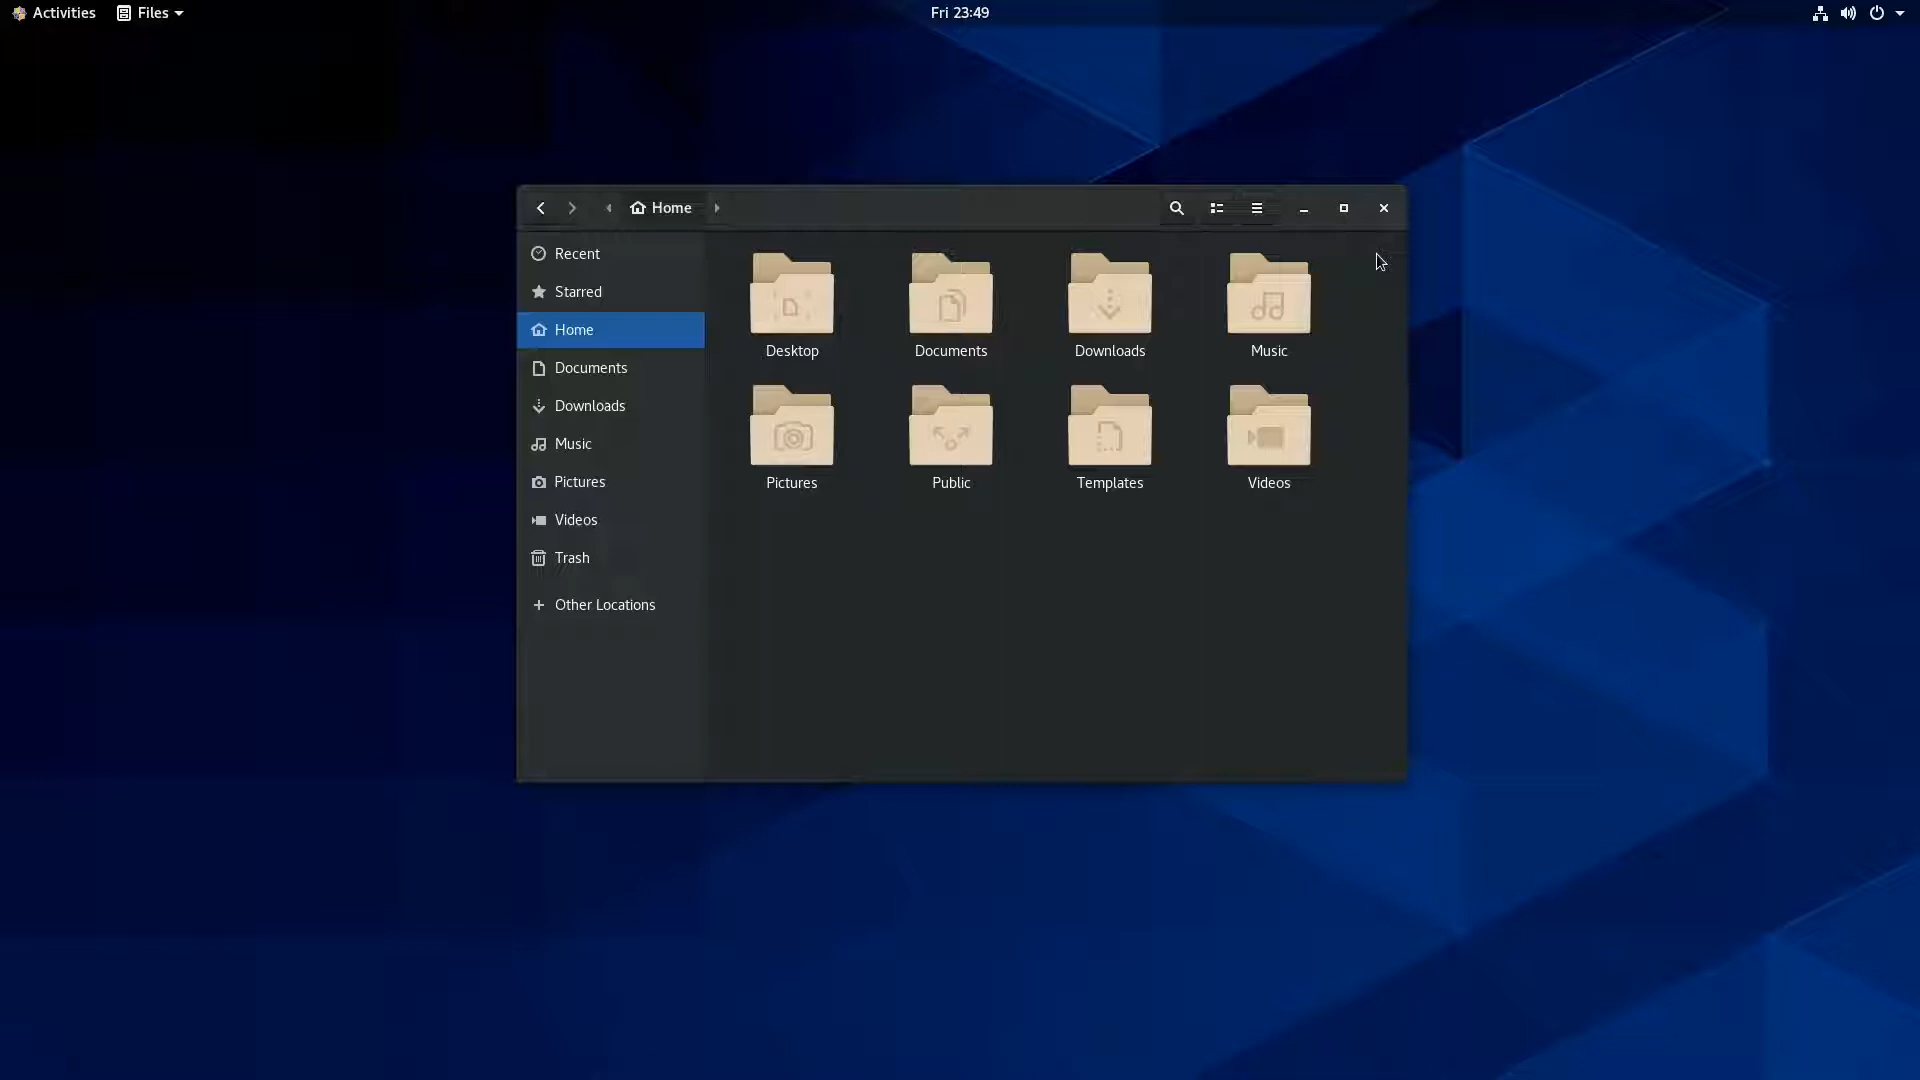 Activities Files Fri 23:49
Home
Recent
Starred
Home
Documents
Downloads
Music
Pictures
Videos
Trash
Other Locations
Desktop Documents Downloads Music
Pictures Public Templates Videos